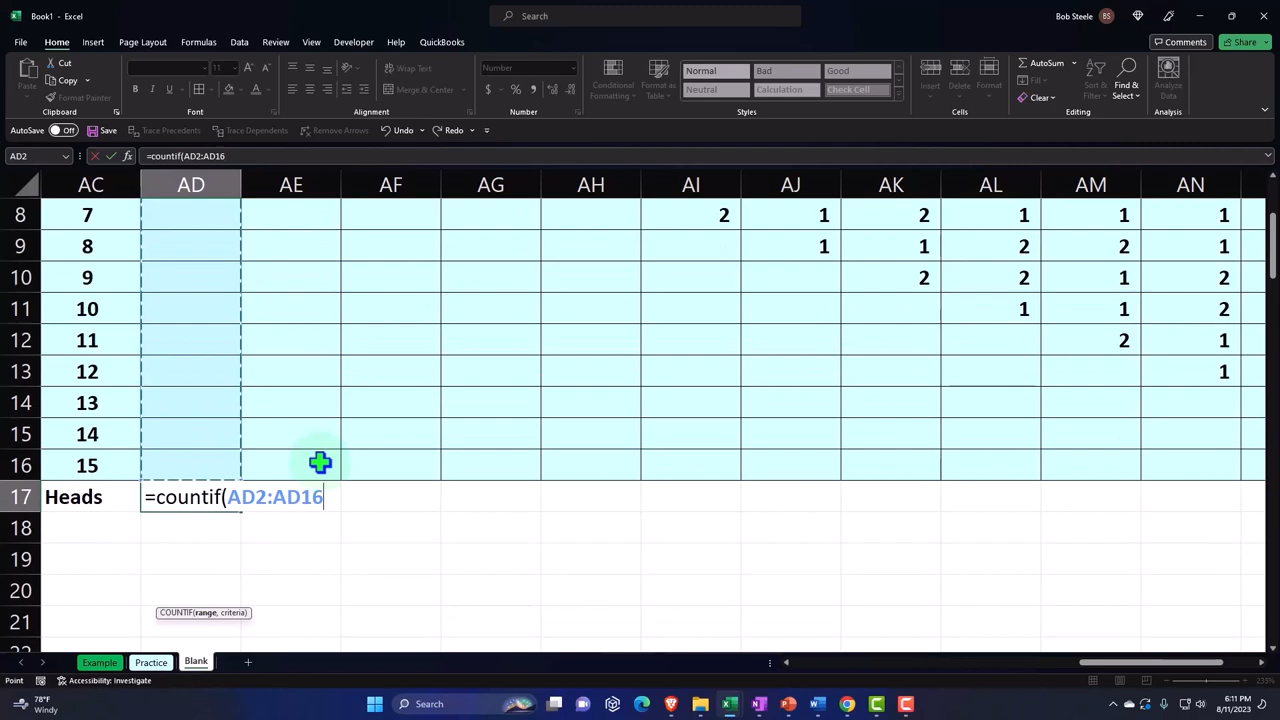 Book1 - Excel
Search
Bob Steele BS
File Home Insert Page Layout Formulas Data Review View Developer Help QuickBooks
Comments Share
Paste Cut Copy Format Painter Clipboard
11 Font
Wrap Text Merge & Center Alignment
Number Number
Conditional Formatting Format as Table
Normal Bad Good
Neutral Calculation Check Cell
Styles
Insert Delete Format Cells
AutoSum Clear Sort & Filter Find & Select Editing
Analyze Data Analysis
AutoSave Off Save Trace Precedents Trace Dependents Remove Arrows Undo Redo
AD2 =countif(AD2:AD16
AC AD AE AF AG AH AI AJ AK AL AM AN
8 7 2 1 2 1 1 1
9 8 1 1 2 2 1
10 9 2 2 1 2
11 10 1 1 2
12 11 2 1
13 12 1
14 13
15 14
16 15
17 Heads =countif(AD2:AD16
18
19
20
COUNTIF(range, criteria)
21
Example Practice Blank
Point Accessibility: Investigate 235%
78°F
Windy
Search
6:11 PM
8/11/2023